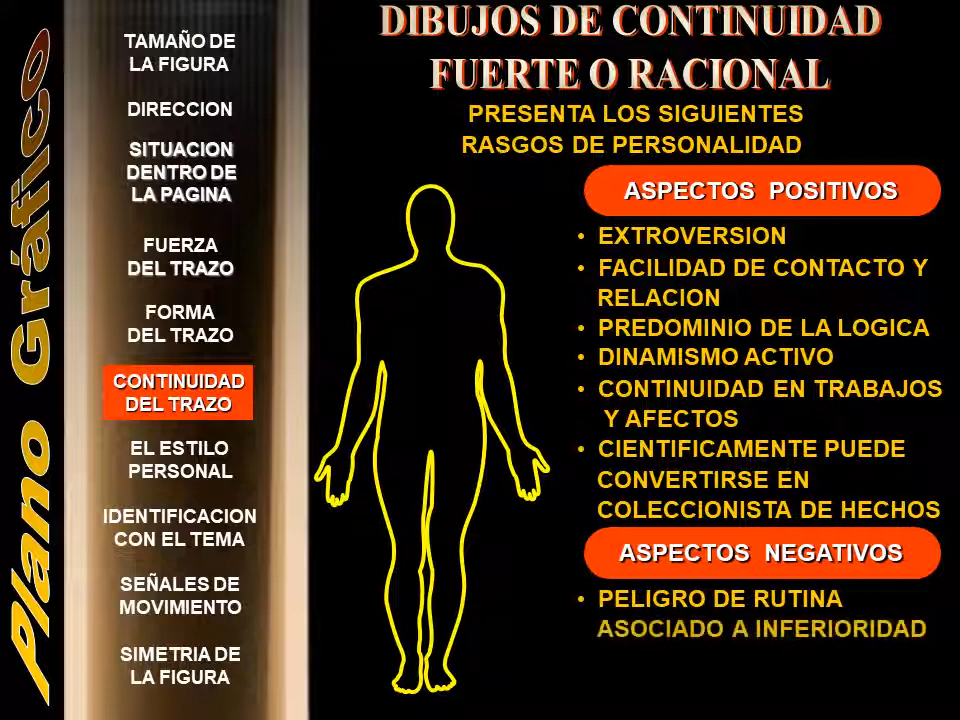 Plano Gráfico
TAMAÑO DE
LA FIGURA
DIRECCION
SITUACION
DENTRO DE
LA PAGINA
FUERZA
DEL TRAZO
FORMA
DEL TRAZO
CONTINUIDAD
DEL TRAZO
EL ESTILO
PERSONAL
IDENTIFICACION
CON EL TEMA
SEÑALES DE
MOVIMIENTO
SIMETRIA DE
LA FIGURA
DIBUJOS DE CONTINUIDAD
FUERTE O RACIONAL
PRESENTA LOS SIGUIENTES
RASGOS DE PERSONALIDAD
ASPECTOS POSITIVOS
• EXTROVERSION
• FACILIDAD DE CONTACTO Y
RELACION
• PREDOMINIO DE LA LOGICA
• DINAMISMO ACTIVO
• CONTINUIDAD EN TRABAJOS
Y AFECTOS
• CIENTIFICAMENTE PUEDE
CONVERTIRSE EN
COLECCIONISTA DE HECHOS
ASPECTOS NEGATIVOS
• PELIGRO DE RUTINA
ASOCIADO A INFERIORIDAD